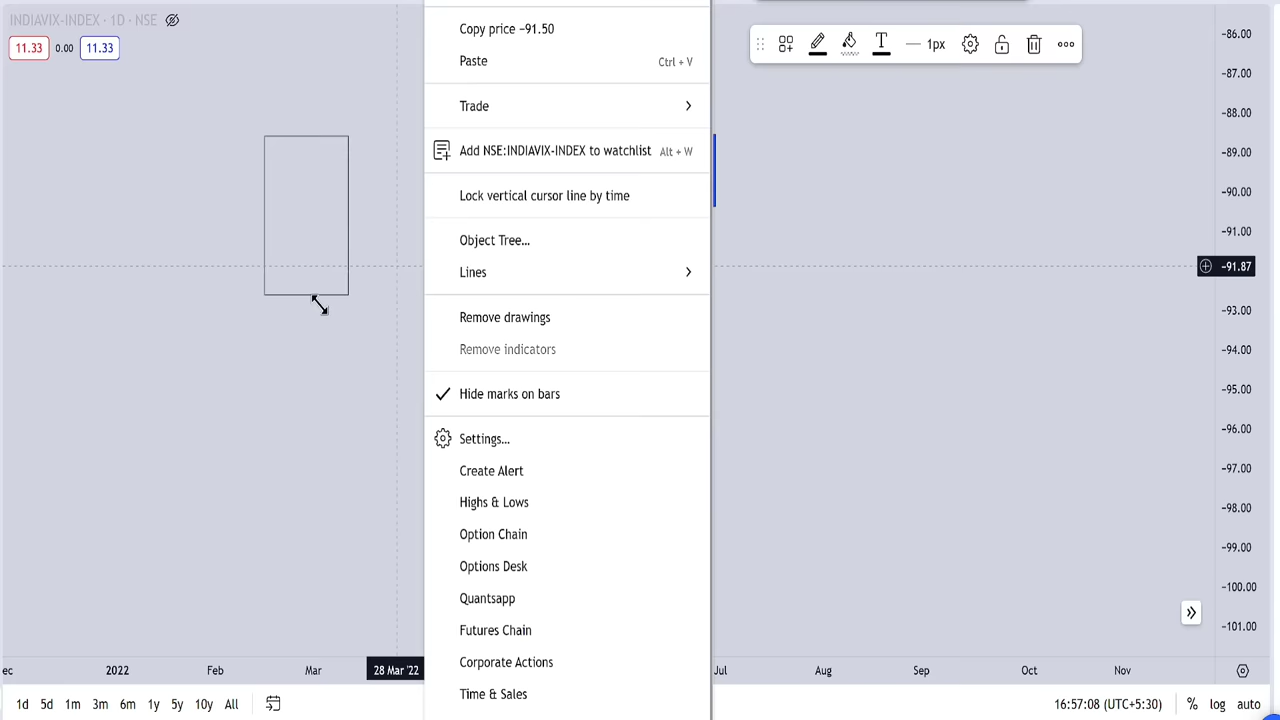 INDIAVIX-INDEX · 1D · NSE
11.33 0.00 11.33
Copy price −91.50
Paste Ctrl + V
Trade
Add NSE:INDIAVIX-INDEX to watchlist Alt + W
Lock vertical cursor line by time
Object Tree...
Lines
Remove drawings
Remove indicators
Hide marks on bars
Settings...
Create Alert
Highs & Lows
Option Chain
Options Desk
Quantsapp
Futures Chain
Corporate Actions
Time & Sales
T 1px
−86.00
−87.00
−88.00
−89.00
−90.00
−91.00
−91.87
−93.00
−94.00
−95.00
−96.00
−97.00
−98.00
−99.00
−100.00
−101.00
ec 2022 Feb Mar 28 Mar '22 Jul Aug Sep Oct Nov
1d 5d 1m 3m 6m 1y 5y 10y All 16:57:08 (UTC+5:30) % log auto